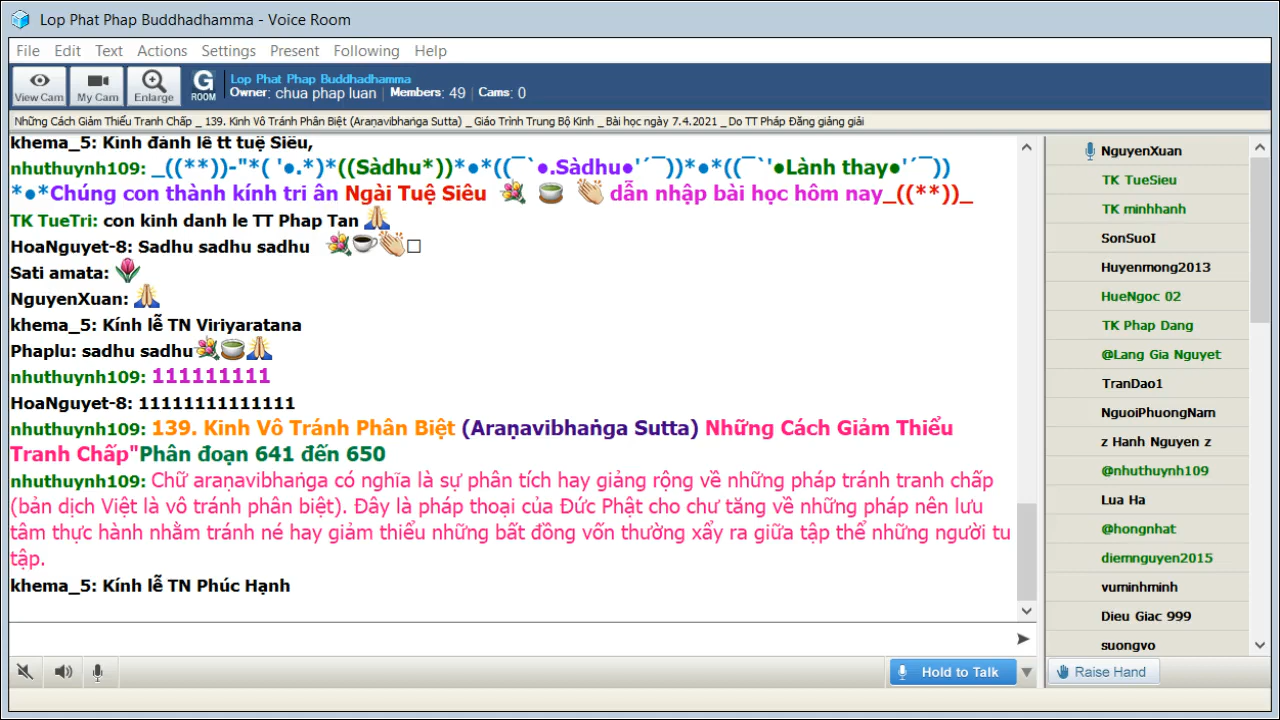 Lop Phat Phap Buddhadhamma - Voice Room
File Edit Text Actions Settings Present Following Help
View Cam My Cam Enlarge G ROOM
Lop Phat Phap Buddhadhamma
Owner: chua phap luan Members: 49 Cams: 0
Những Cách Giảm Thiểu Tranh Chấp _ 139. Kinh Vô Tránh Phân Biệt (Araṇavibhaṅga Sutta) _ Giáo Trình Trung Bộ Kinh _ Bài học ngày 7.4.2021 _ Do TT Pháp Đăng giảng giải
khema_5: Kính đảnh lễ tt tuệ Siêu,
nhuthuynh109: _((**))-"*( '●.*)*((Sàdhu*))*●*((¯`●.Sàdhu●'´¯))*●*((¯`'●Lành thay●'´¯))
*●*Chúng con thành kính tri ân Ngài Tuệ Siêu 💐 🍵 👏 dẫn nhập bài học hôm nay_((**))_
TK TueTri: con kinh danh le TT Phap Tan 🙏
HoaNguyet-8: Sadhu sadhu sadhu 💐☕👏□
Sati amata: 🌷
NguyenXuan: 🙏
khema_5: Kính lễ TN Viriyaratana
Phaplu: sadhu sadhu💐🍵🙏
nhuthuynh109: 111111111
HoaNguyet-8: 11111111111111
nhuthuynh109: 139. Kinh Vô Tránh Phân Biệt (Araṇavibhaṅga Sutta) Những Cách Giảm Thiểu
Tranh Chấp"Phân đoạn 641 đến 650
nhuthuynh109: Chữ araṇavibhaṅga có nghĩa là sự phân tích hay giảng rộng về những pháp tránh tranh chấp
(bản dịch Việt là vô tránh phân biệt). Đây là pháp thoại của Đức Phật cho chư tăng về những pháp nên lưu
tâm thực hành nhằm tránh né hay giảm thiểu những bất đồng vốn thường xẩy ra giữa tập thể những người tu
tập.
khema_5: Kính lễ TN Phúc Hạnh
NguyenXuan
TK TueSieu
TK minhhanh
SonSuoI
Huyenmong2013
HueNgoc 02
TK Phap Dang
@Lang Gia Nguyet
TranDao1
NguoiPhuongNam
z Hanh Nguyen z
@nhuthuynh109
Lua Ha
@hongnhat
diemnguyen2015
vuminhminh
Dieu Giac 999
suongvo
Hold to Talk
Raise Hand